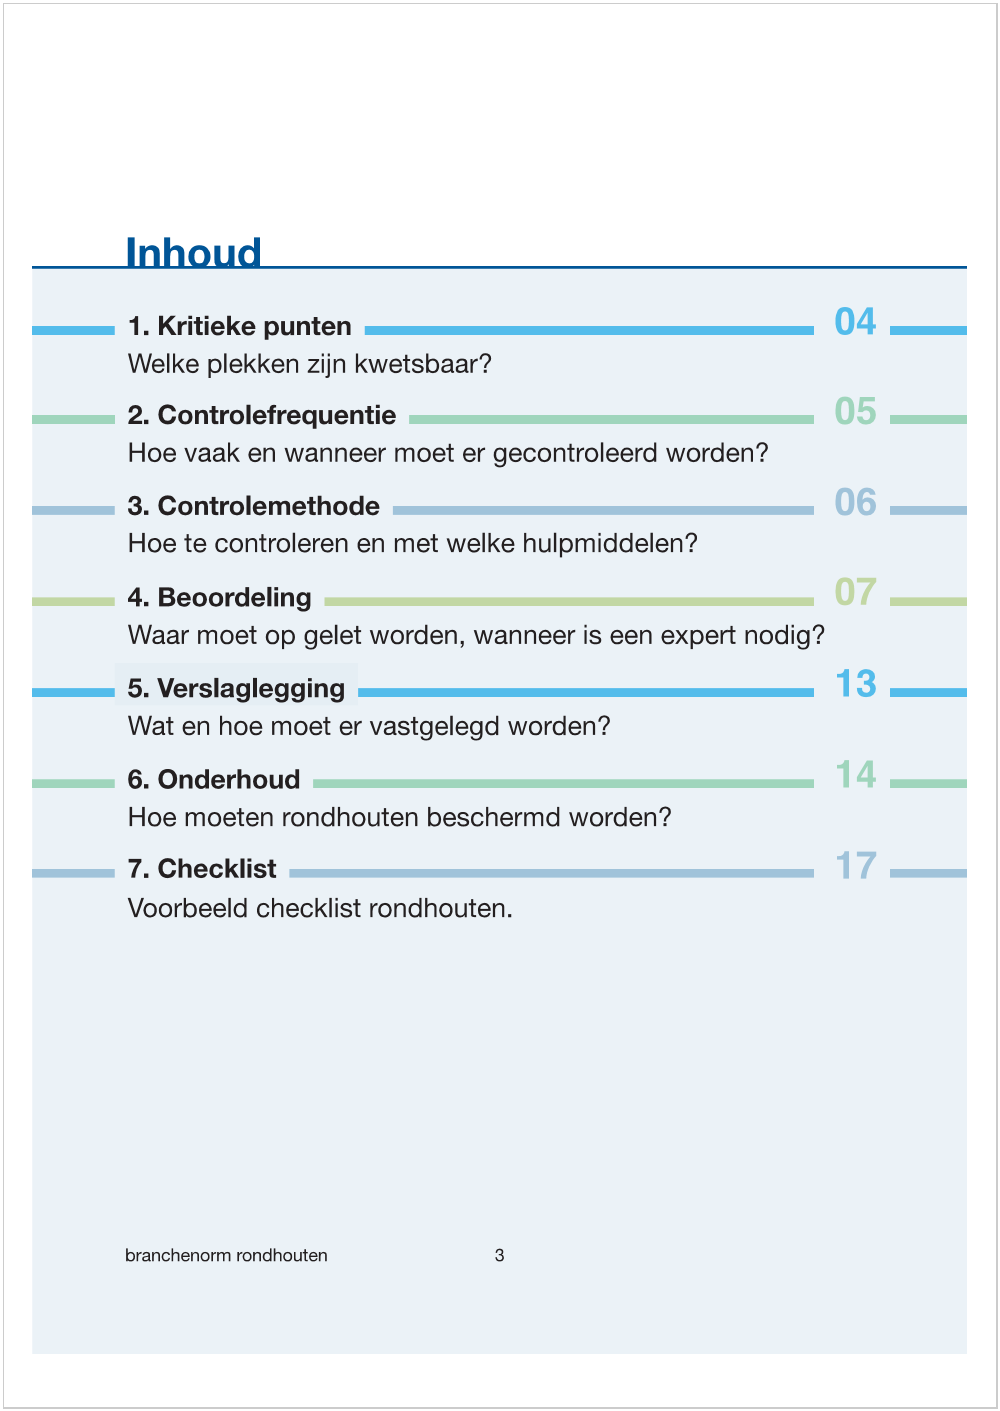 Inhoud
1. Kritieke punten 04
Welke plekken zijn kwetsbaar?
2. Controlefrequentie 05
Hoe vaak en wanneer moet er gecontroleerd worden?
3. Controlemethode 06
Hoe te controleren en met welke hulpmiddelen?
4. Beoordeling 07
Waar moet op gelet worden, wanneer is een expert nodig?
5. Verslaglegging 13
Wat en hoe moet er vastgelegd worden?
6. Onderhoud 14
Hoe moeten rondhouten beschermd worden?
7. Checklist 17
Voorbeeld checklist rondhouten.
branchenorm rondhouten 3